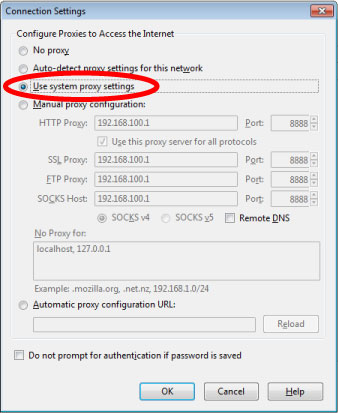 Connection Settings
Configure Proxies to Access the Internet
No proxy
Auto-detect proxy settings for this network
Use system proxy settings
Manual proxy configuration:
HTTP Proxy: 192.168.100.1 Port: 8888
Use this proxy server for all protocols
SSL Proxy: 192.168.100.1 Port: 8888
FTP Proxy: 192.168.100.1 Port: 8888
SOCKS Host: 192.168.100.1 Port: 8888
SOCKS v4 SOCKS v5 Remote DNS
No Proxy for:
localhost, 127.0.0.1
Example: .mozilla.org, .net.nz, 192.168.1.0/24
Automatic proxy configuration URL:
Reload
Do not prompt for authentication if password is saved
OK Cancel Help